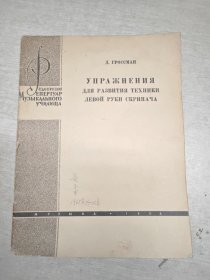 Л. ГРОССМАН
УПРАЖНЕНИЯ
ДЛЯ РАЗВИТИЯ ТЕХНИКИ
ЛЕВОЙ РУКИ СКРИПАЧА
ПЕДАГОГИЧЕСКИЙ
РЕПЕРТУАР
МУЗЫКАЛЬНОГО
УЧИЛИЩА